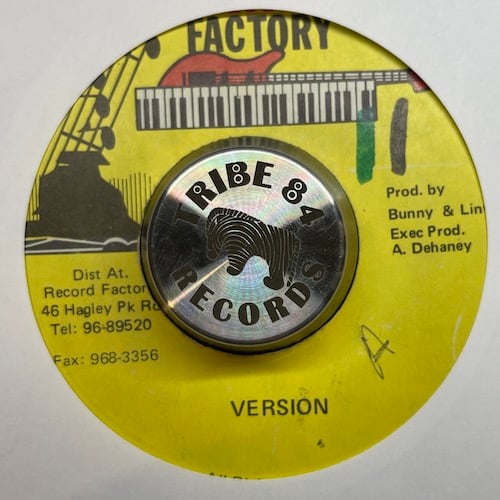 FACTORY
TRIBE 84
RECORDS
Prod. by
Bunny & Lin
Exec Prod.
A. Dehaney
Dist At.
Record Factor
46 Hagley Pk Ro
Tel: 96-89520
Fax: 968-3356
A
VERSION